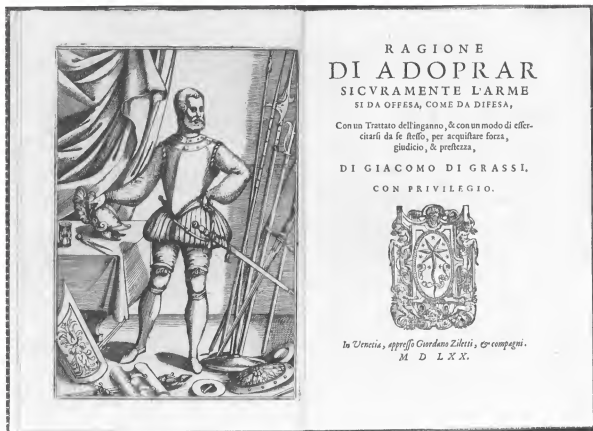 RAGIONE
DI ADOPRAR
SICVRAMENTE L'ARME
SI DA OFFESA, COME DA DIFESA,
Con un Trattato dell'inganno, & con un modo di esser-
citarsi da se stesso, per acquistare forza,
giudicio, & prestezza,
DI GIACOMO DI GRASSI.
CON PRIVILEGIO.
In Venetia, appresso Giordano Ziletti, & compagni.
M D LXX.